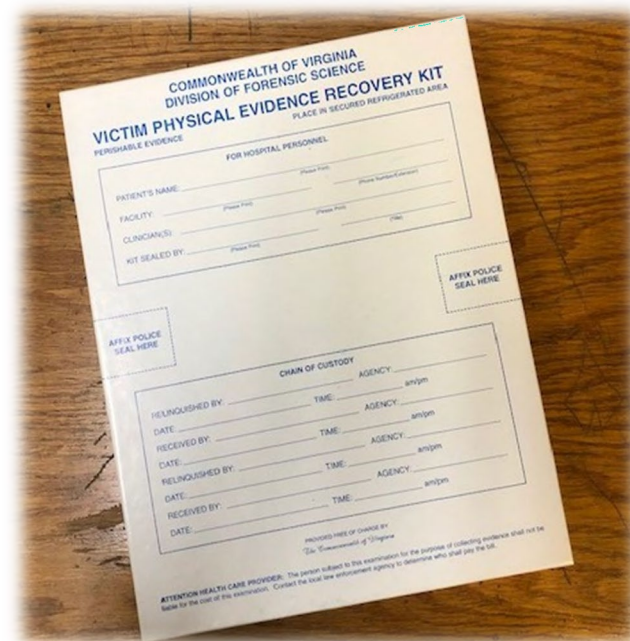 COMMONWEALTH OF VIRGINIA
DIVISION OF FORENSIC SCIENCE
VICTIM PHYSICAL EVIDENCE RECOVERY KIT
PERISHABLE EVIDENCE PLACE IN SECURED REFRIGERATED AREA
FOR HOSPITAL PERSONNEL
PATIENT'S NAME:
(Please Print)
FACILITY:
(Please Print) (Phone Number/Extension)
CLINICIAN(S):
(Please Print)
KIT SEALED BY:
(Please Print) (Title)
AFFIX POLICE
SEAL HERE
AFFIX POLICE
SEAL HERE
CHAIN OF CUSTODY
RELINQUISHED BY: AGENCY:
DATE: TIME: am/pm
RECEIVED BY: AGENCY:
DATE: TIME: am/pm
RELINQUISHED BY: AGENCY:
DATE: TIME: am/pm
RECEIVED BY: AGENCY:
DATE: TIME: am/pm
PROVIDED FREE OF CHARGE BY
The Commonwealth of Virginia
ATTENTION HEALTH CARE PROVIDER: The person subject to this examination for the purpose of collecting evidence shall not be
liable for the cost of this examination. Contact the local law enforcement agency to determine who shall pay the bill.